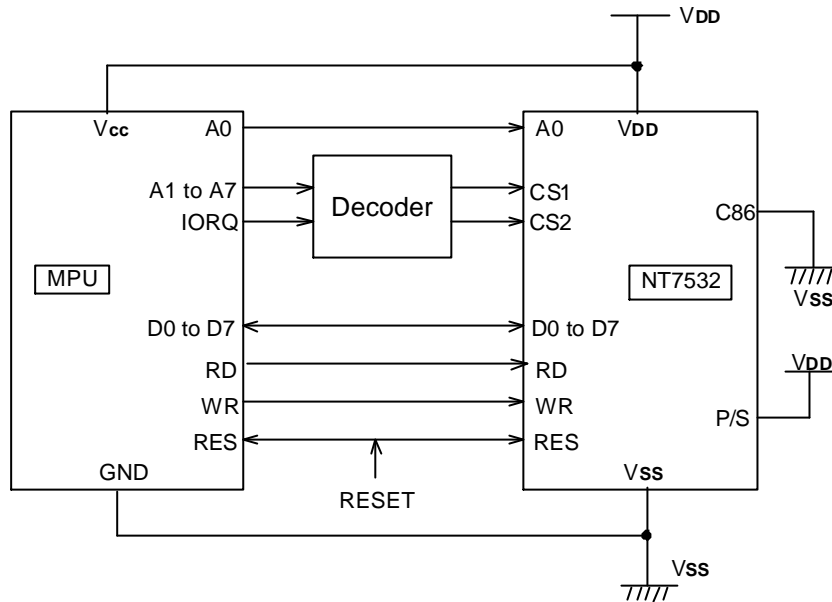 VDD
Vcc
A0
A0
VDD
A1 to A7
Decoder
CS1
C86
IORQ
CS2
MPU
NT7532
VSS
D0 to D7
D0 to D7
VDD
RD
RD
WR
WR
P/S
RES
RES
GND
VSS
RESET
VSS